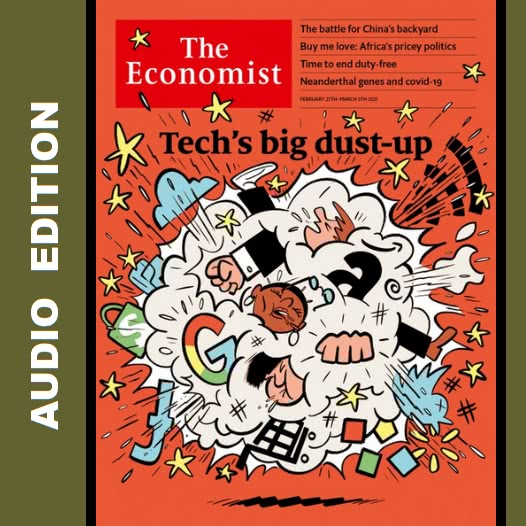 AUDIO EDITION
The
Economist
The battle for China's backyard
Buy me love: Africa's pricey politics
Time to end duty-free
Neanderthal genes and covid-19
FEBRUARY 27TH–MARCH 5TH 2021
Tech's big dust-up
a
G
S